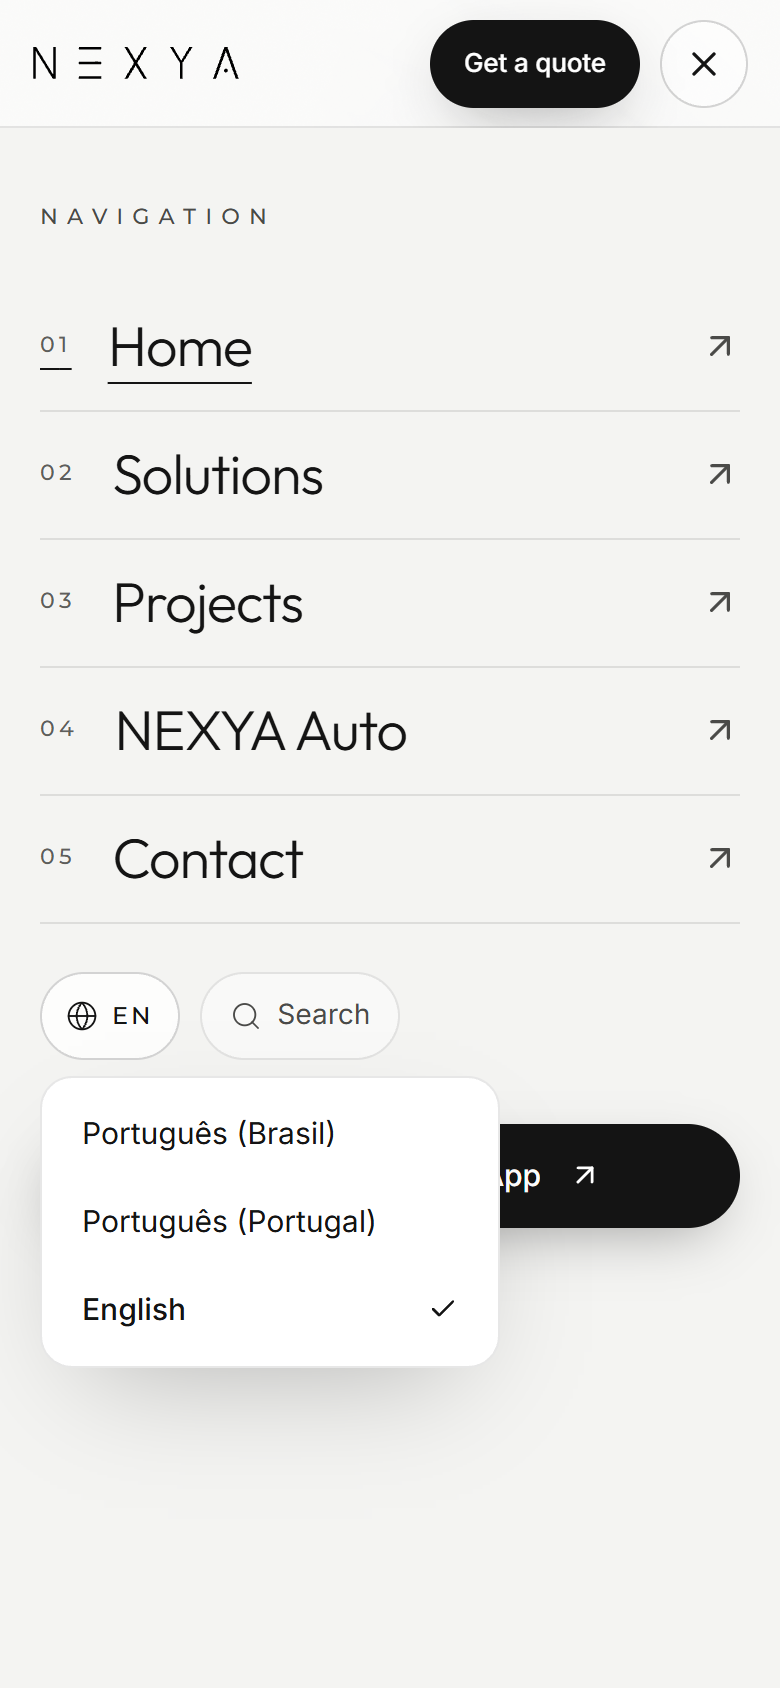 NEXYA
Get a quote
NAVIGATION
01 Home
02 Solutions
03 Projects
04 NEXYA Auto
05 Contact
EN
Search
Português (Brasil)
Português (Portugal)
English